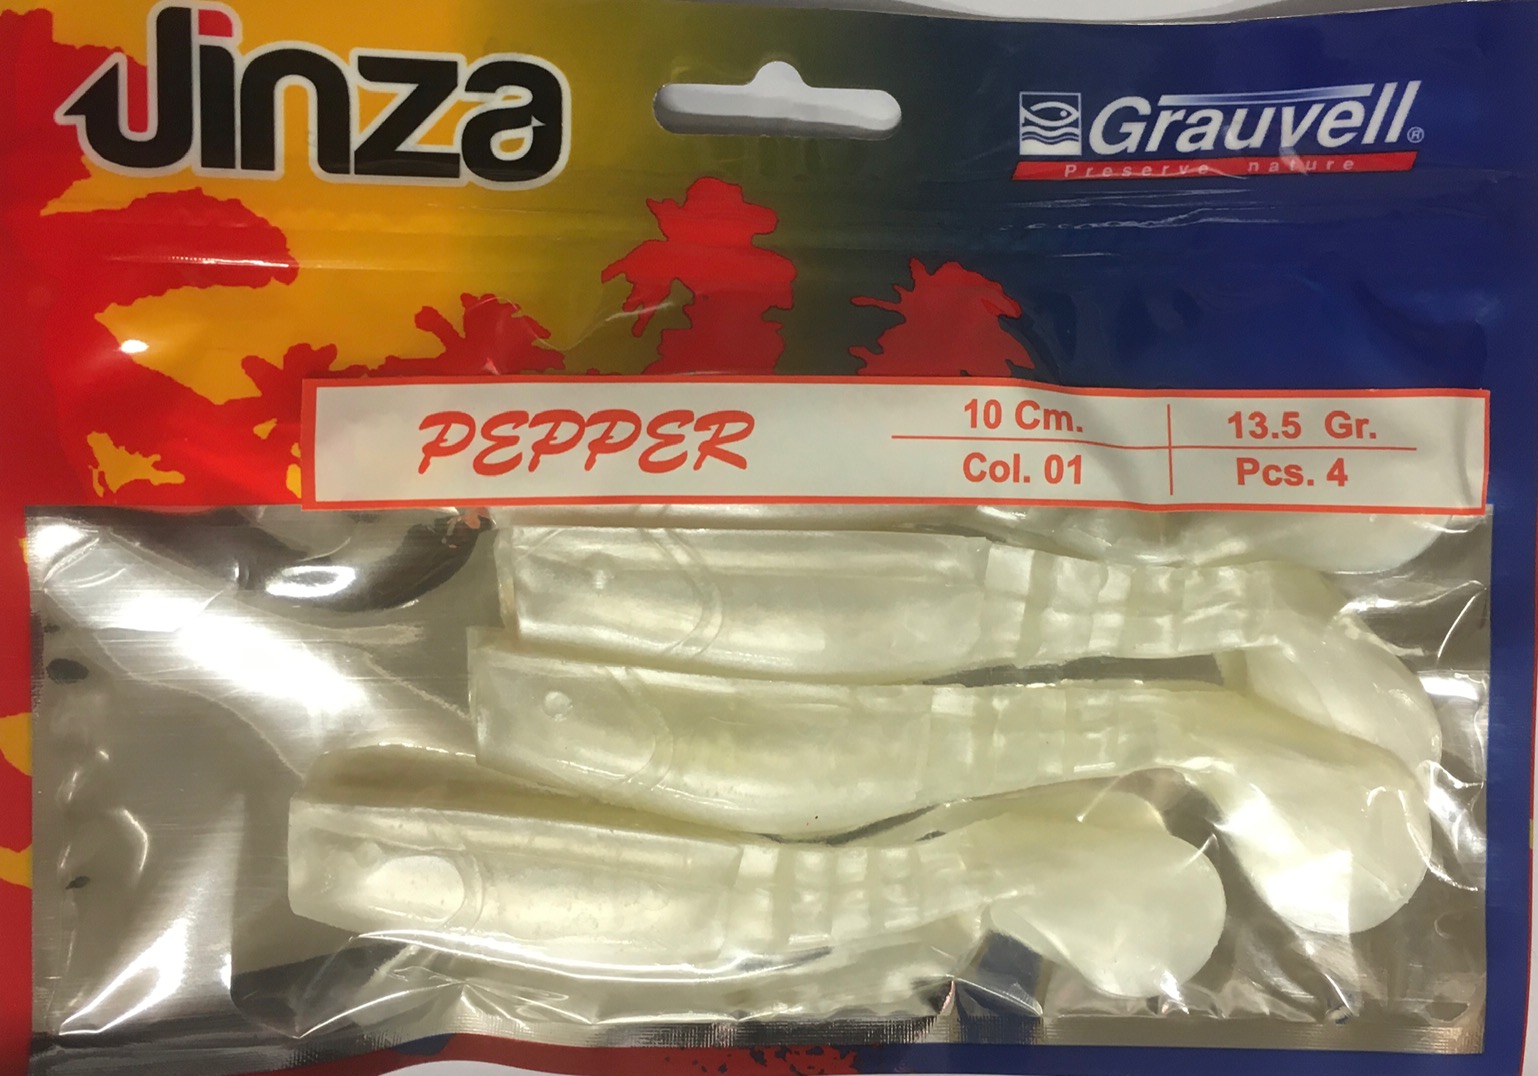 Jinza
Grauvell®
Preserve nature
PEPPER
10 Cm.
13.5 Gr.
Col. 01
Pcs. 4